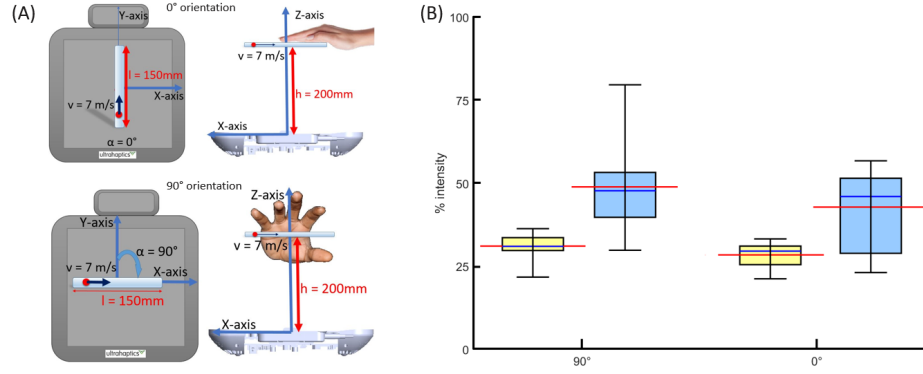 (A)
0° orientation
Y-axis
l = 150mm
v = 7 m/s
X-axis
α = 0°
ultrahaptics
Z-axis
v = 7 m/s
h = 200mm
X-axis
90° orientation
Y-axis
α = 90°
v = 7 m/s
X-axis
l = 150mm
ultrahaptics
Z-axis
v = 7 m/s
h = 200mm
X-axis
(B)
% intensity
100
75
50
25
0
90°
0°